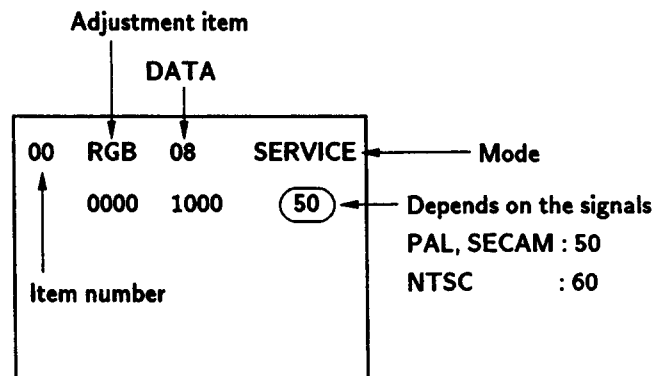 Adjustment item
DATA
00 RGB 08 SERVICE
Mode
0000 1000 50
Depends on the signals
PAL, SECAM : 50
NTSC : 60
Item number